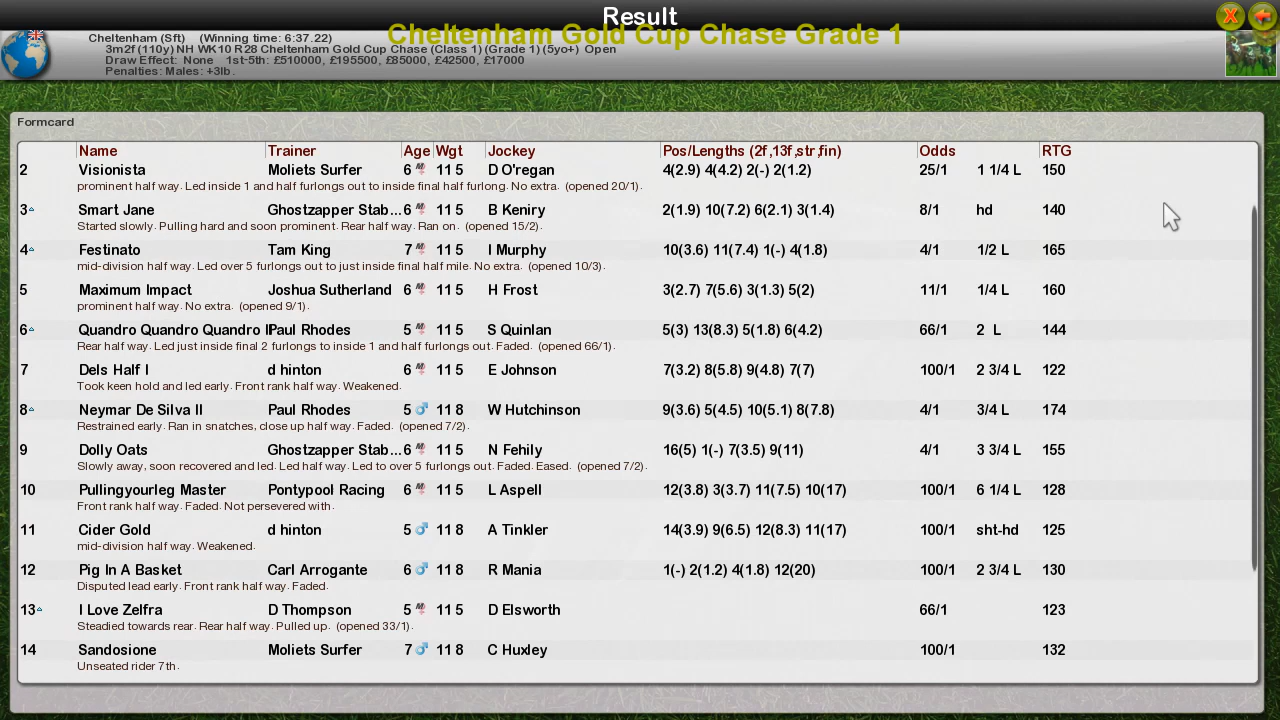 Result
Cheltenham Gold Cup Chase Grade 1
Cheltenham (Sft) (Winning time: 6:37.22)
3m2f (110y) NH WK10 R28 Cheltenham Gold Cup Chase (Class 1) (Grade 1) (5yo+) Open
Draw Effect: None 1st-5th: £510000, £195500, £85000, £42500, £17000
Penalties: Males: +3lb.
Formcard
Name Trainer Age Wgt Jockey Pos/Lengths (2f,13f,str,fin) Odds RTG
2 Visionista Moliets Surfer 6 11 5 D O'regan 4(2.9) 4(4.2) 2(-) 2(1.2) 25/1 1 1/4 L 150
prominent half way. Led inside 1 and half furlongs out to inside final half furlong. No extra. (opened 20/1).
3 Smart Jane Ghostzapper Stab... 6 11 5 B Keniry 2(1.9) 10(7.2) 6(2.1) 3(1.4) 8/1 hd 140
Started slowly. Pulling hard and soon prominent. Rear half way. Ran on. (opened 15/2).
4 Festinato Tam King 7 11 5 I Murphy 10(3.6) 11(7.4) 1(-) 4(1.8) 4/1 1/2 L 165
mid-division half way. Led over 5 furlongs out to just inside final half mile. No extra. (opened 10/3).
5 Maximum Impact Joshua Sutherland 6 11 5 H Frost 3(2.7) 7(5.6) 3(1.3) 5(2) 11/1 1/4 L 160
prominent half way. No extra. (opened 9/1).
6 Quandro Quandro Quandro II Paul Rhodes 5 11 5 S Quinlan 5(3) 13(8.3) 5(1.8) 6(4.2) 66/1 2 L 144
Rear half way. Led just inside final 2 furlongs to inside 1 and half furlongs out. Faded. (opened 66/1).
7 Dels Half I d hinton 6 11 5 E Johnson 7(3.2) 8(5.8) 9(4.8) 7(7) 100/1 2 3/4 L 122
Took keen hold and led early. Front rank half way. Weakened.
8 Neymar De Silva II Paul Rhodes 5 11 8 W Hutchinson 9(3.6) 5(4.5) 10(5.1) 8(7.8) 4/1 3/4 L 174
Restrained early. Ran in snatches, close up half way. Faded. (opened 7/2).
9 Dolly Oats Ghostzapper Stab... 6 11 5 N Fehily 16(5) 1(-) 7(3.5) 9(11) 4/1 3 3/4 L 155
Slowly away, soon recovered and led. Led half way. Led to over 5 furlongs out. Faded. Eased. (opened 7/2).
10 Pullingyourleg Master Pontypool Racing 6 11 5 L Aspell 12(3.8) 3(3.7) 11(7.5) 10(17) 100/1 6 1/4 L 128
Front rank half way. Faded. Not persevered with.
11 Cider Gold d hinton 5 11 8 A Tinkler 14(3.9) 9(6.5) 12(8.3) 11(17) 100/1 sht-hd 125
mid-division half way. Weakened.
12 Pig In A Basket Carl Arrogante 6 11 8 R Mania 1(-) 2(1.2) 4(1.8) 12(20) 100/1 2 3/4 L 130
Disputed lead early. Front rank half way. Faded.
13 I Love Zelfra D Thompson 5 11 5 D Elsworth 66/1 123
Steadied towards rear. Rear half way. Pulled up. (opened 33/1).
14 Sandosione Moliets Surfer 7 11 8 C Huxley 100/1 132
Unseated rider 7th.